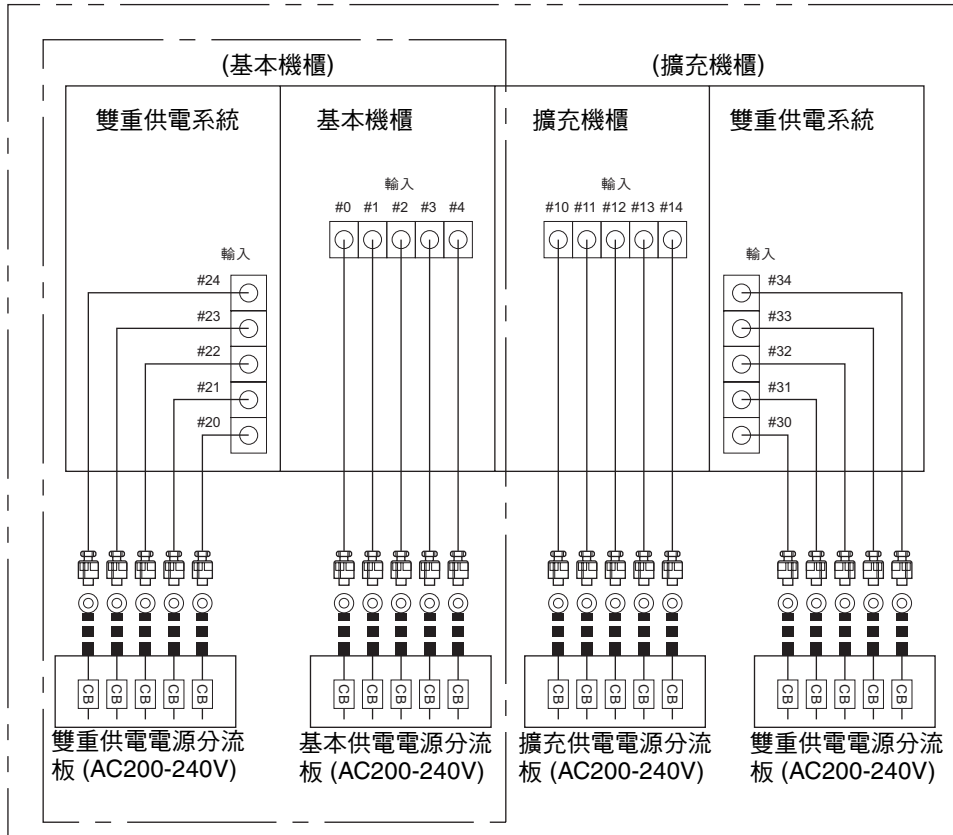 (基本機櫃)
(擴充機櫃)
雙重供電系統
基本機櫃
擴充機櫃
雙重供電系統
輸入
#0 #1 #2 #3 #4
輸入
#10 #11 #12 #13 #14
輸入
#24
#23
#22
#21
#20
輸入
#34
#33
#32
#31
#30
CB CB CB CB CB
CB CB CB CB CB
CB CB CB CB CB
CB CB CB CB CB
雙重供電電源分流
板 (AC200-240V)
基本供電電源分流
板 (AC200-240V)
擴充供電電源分流
板 (AC200-240V)
雙重供電電源分流
板 (AC200-240V)